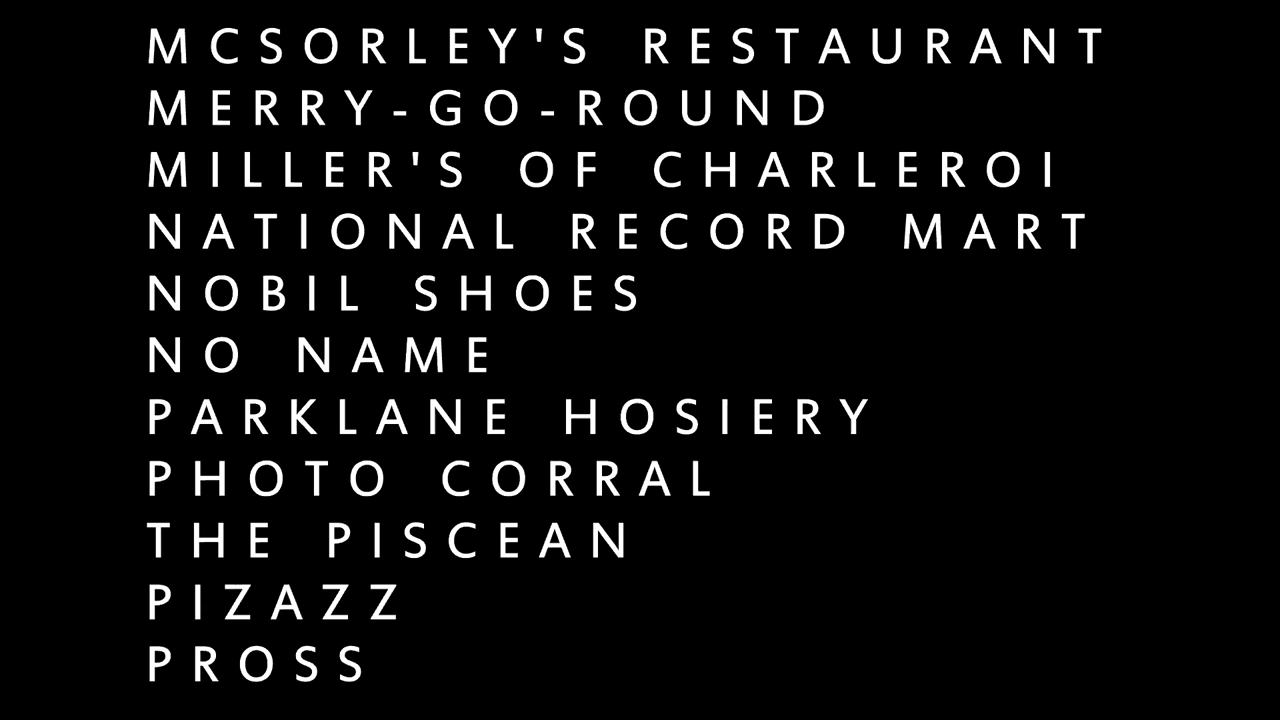 MCSORLEY'S RESTAURANT
MERRY-GO-ROUND
MILLER'S OF CHARLEROI
NATIONAL RECORD MART
NOBIL SHOES
NO NAME
PARKLANE HOSIERY
PHOTO CORRAL
THE PISCEAN
PIZAZZ
PROSS